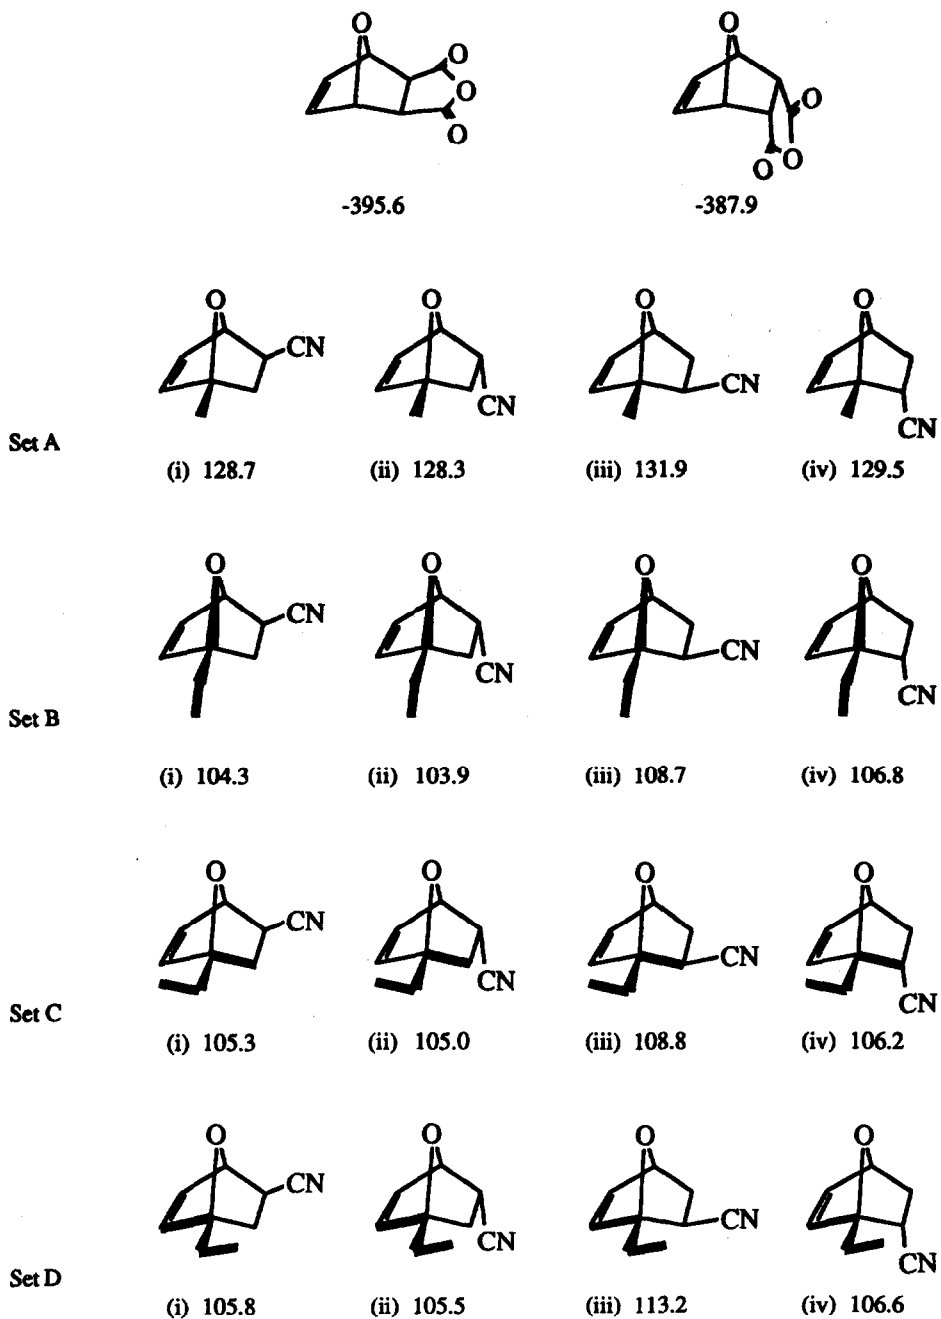 O O
O O
O O
O O
-395.6 -387.9
O O O O
CN CN CN CN
Set A
(i) 128.7 (ii) 128.3 (iii) 131.9 (iv) 129.5
O O O O
CN CN CN CN
Set B
(i) 104.3 (ii) 103.9 (iii) 108.7 (iv) 106.8
O O O O
CN CN CN CN
Set C
(i) 105.3 (ii) 105.0 (iii) 108.8 (iv) 106.2
O O O O
CN CN CN CN
Set D
(i) 105.8 (ii) 105.5 (iii) 113.2 (iv) 106.6